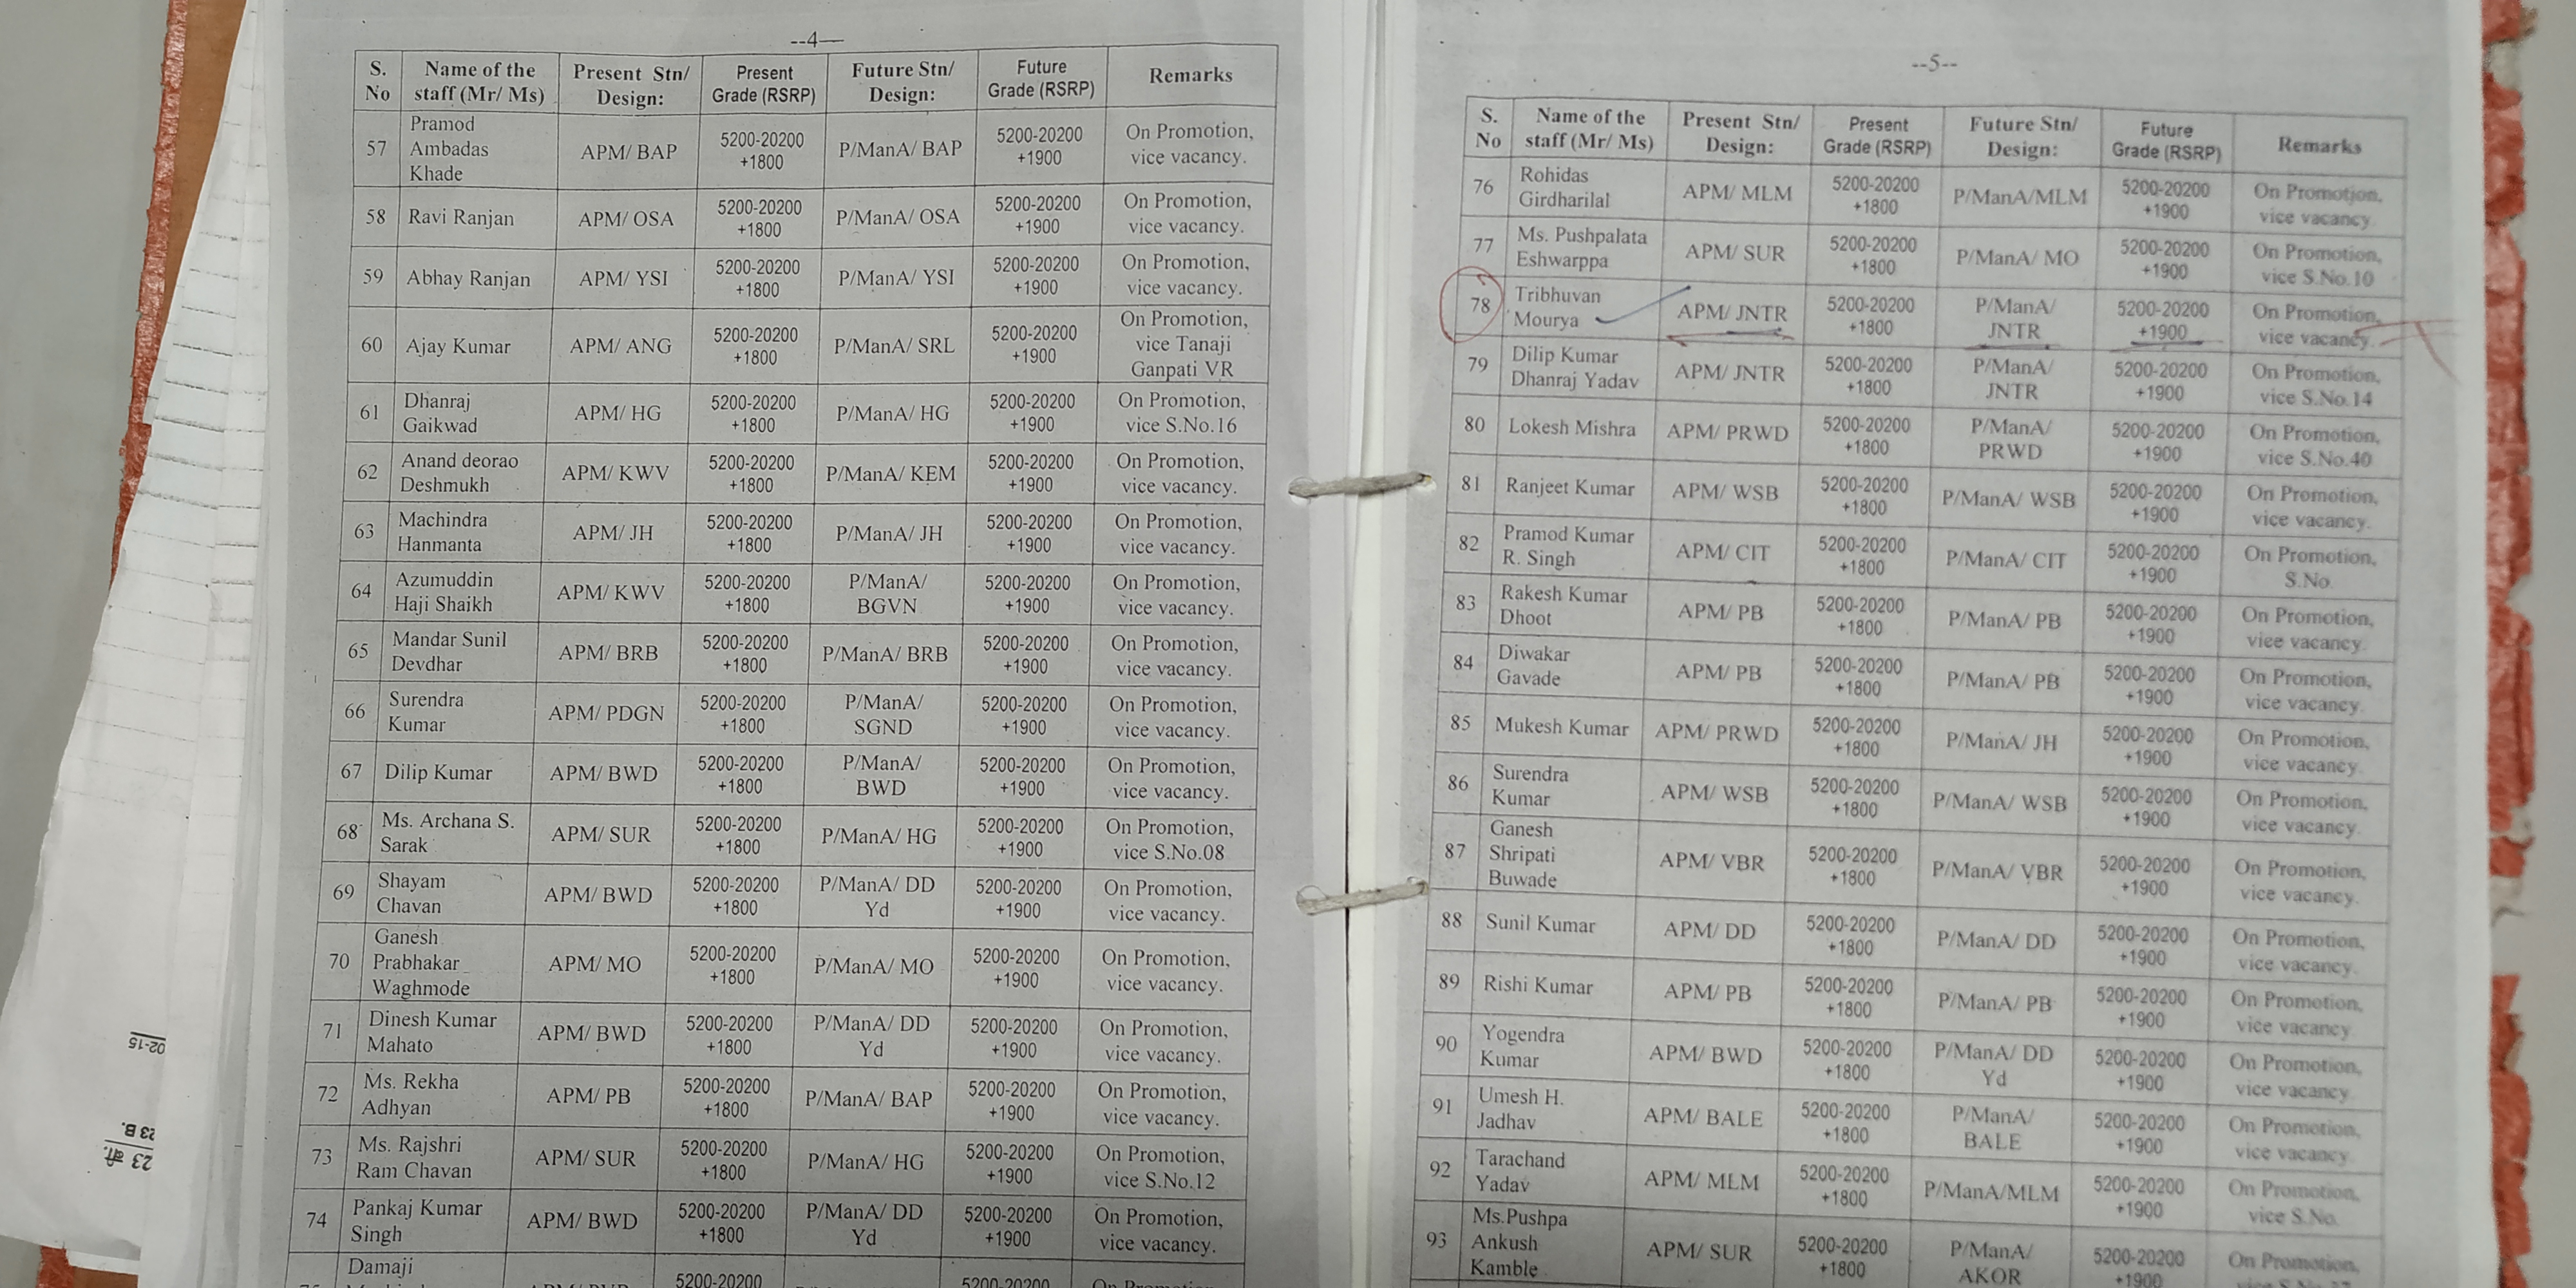 02-15
23 B.
--4--
S. No | Name of the staff (Mr/ Ms) | Present Stn/ Design: | Present Grade (RSRP) | Future Stn/ Design: | Future Grade (RSRP) | Remarks
57 | Pramod Ambadas Khade | APM/ BAP | 5200-20200 +1800 | P/ManA/ BAP | 5200-20200 +1900 | On Promotion, vice vacancy.
58 | Ravi Ranjan | APM/ OSA | 5200-20200 +1800 | P/ManA/ OSA | 5200-20200 +1900 | On Promotion, vice vacancy.
59 | Abhay Ranjan | APM/ YSI | 5200-20200 +1800 | P/ManA/ YSI | 5200-20200 +1900 | On Promotion, vice vacancy.
60 | Ajay Kumar | APM/ ANG | 5200-20200 +1800 | P/ManA/ SRL | 5200-20200 +1900 | On Promotion, vice Tanaji Ganpati VR
61 | Dhanraj Gaikwad | APM/ HG | 5200-20200 +1800 | P/ManA/ HG | 5200-20200 +1900 | On Promotion, vice S.No.16
62 | Anand deorao Deshmukh | APM/ KWV | 5200-20200 +1800 | P/ManA/ KEM | 5200-20200 +1900 | On Promotion, vice vacancy.
63 | Machindra Hanmanta | APM/ JH | 5200-20200 +1800 | P/ManA/ JH | 5200-20200 +1900 | On Promotion, vice vacancy.
64 | Azumuddin Haji Shaikh | APM/ KWV | 5200-20200 +1800 | P/ManA/ BGVN | 5200-20200 +1900 | On Promotion, vice vacancy.
65 | Mandar Sunil Devdhar | APM/ BRB | 5200-20200 +1800 | P/ManA/ BRB | 5200-20200 +1900 | On Promotion, vice vacancy.
66 | Surendra Kumar | APM/ PDGN | 5200-20200 +1800 | P/ManA/ SGND | 5200-20200 +1900 | On Promotion, vice vacancy.
67 | Dilip Kumar | APM/ BWD | 5200-20200 +1800 | P/ManA/ BWD | 5200-20200 +1900 | On Promotion, vice vacancy.
68 | Ms. Archana S. Sarak | APM/ SUR | 5200-20200 +1800 | P/ManA/ HG | 5200-20200 +1900 | On Promotion, vice S.No.08
69 | Shayam Chavan | APM/ BWD | 5200-20200 +1800 | P/ManA/ DD Yd | 5200-20200 +1900 | On Promotion, vice vacancy.
70 | Ganesh Prabhakar Waghmode | APM/ MO | 5200-20200 +1800 | P/ManA/ MO | 5200-20200 +1900 | On Promotion, vice vacancy.
71 | Dinesh Kumar Mahato | APM/ BWD | 5200-20200 +1800 | P/ManA/ DD Yd | 5200-20200 +1900 | On Promotion, vice vacancy.
72 | Ms. Rekha Adhyan | APM/ PB | 5200-20200 +1800 | P/ManA/ BAP | 5200-20200 +1900 | On Promotion, vice vacancy.
73 | Ms. Rajshri Ram Chavan | APM/ SUR | 5200-20200 +1800 | P/ManA/ HG | 5200-20200 +1900 | On Promotion, vice S.No.12
74 | Pankaj Kumar Singh | APM/ BWD | 5200-20200 +1800 | P/ManA/ DD Yd | 5200-20200 +1900 | On Promotion, vice vacancy.
Damaji | 5200-20200 | 5200-20200
--5--
S. No | Name of the staff (Mr/ Ms) | Present Stn/ Design: | Present Grade (RSRP) | Future Stn/ Design: | Future Grade (RSRP) | Remarks
76 | Rohidas Girdharilal | APM/ MLM | 5200-20200 +1800 | P/ManA/MLM | 5200-20200 +1900 | On Promotion, vice vacancy
77 | Ms. Pushpalata Eshwarppa | APM/ SUR | 5200-20200 +1800 | P/ManA/ MO | 5200-20200 +1900 | On Promotion, vice S.No.10
78 | Tribhuvan Mourya | APM/ JNTR | 5200-20200 +1800 | P/ManA/ JNTR | 5200-20200 +1900 | On Promotion, vice vacancy.
79 | Dilip Kumar Dhanraj Yadav | APM/ JNTR | 5200-20200 +1800 | P/ManA/ JNTR | 5200-20200 +1900 | On Promotion, vice S.No.14
80 | Lokesh Mishra | APM/ PRWD | 5200-20200 +1800 | P/ManA/ PRWD | 5200-20200 +1900 | On Promotion, vice S.No.40
81 | Ranjeet Kumar | APM/ WSB | 5200-20200 +1800 | P/ManA/ WSB | 5200-20200 +1900 | On Promotion, vice vacancy.
82 | Pramod Kumar R. Singh | APM/ CIT | 5200-20200 +1800 | P/ManA/ CIT | 5200-20200 +1900 | On Promotion, S.No
83 | Rakesh Kumar Dhoot | APM/ PB | 5200-20200 +1800 | P/ManA/ PB | 5200-20200 +1900 | On Promotion, vice vacancy.
84 | Diwakar Gavade | APM/ PB | 5200-20200 +1800 | P/ManA/ PB | 5200-20200 +1900 | On Promotion, vice vacancy.
85 | Mukesh Kumar | APM/ PRWD | 5200-20200 +1800 | P/ManA/ JH | 5200-20200 +1900 | On Promotion, vice vacancy.
86 | Surendra Kumar | APM/ WSB | 5200-20200 +1800 | P/ManA/ WSB | 5200-20200 +1900 | On Promotion, vice vacancy.
87 | Ganesh Shripati Buwade | APM/ VBR | 5200-20200 +1800 | P/ManA/ VBR | 5200-20200 +1900 | On Promotion, vice vacancy.
88 | Sunil Kumar | APM/ DD | 5200-20200 +1800 | P/ManA/ DD | 5200-20200 +1900 | On Promotion, vice vacancy.
89 | Rishi Kumar | APM/ PB | 5200-20200 +1800 | P/ManA/ PB | 5200-20200 +1900 | On Promotion, vice vacancy
90 | Yogendra Kumar | APM/ BWD | 5200-20200 +1800 | P/ManA/ DD Yd | 5200-20200 +1900 | On Promotion, vice vacancy
91 | Umesh H. Jadhav | APM/ BALE | 5200-20200 +1800 | P/ManA/ BALE | 5200-20200 +1900 | On Promotion, vice vacancy
92 | Tarachand Yadav | APM/ MLM | 5200-20200 +1800 | P/ManA/MLM | 5200-20200 +1900 | On Promotion, vice S.No.
93 | Ms.Pushpa Ankush Kamble | APM/ SUR | 5200-20200 +1800 | P/ManA/ AKOR | 5200-20200 +1900 | On Promotion,